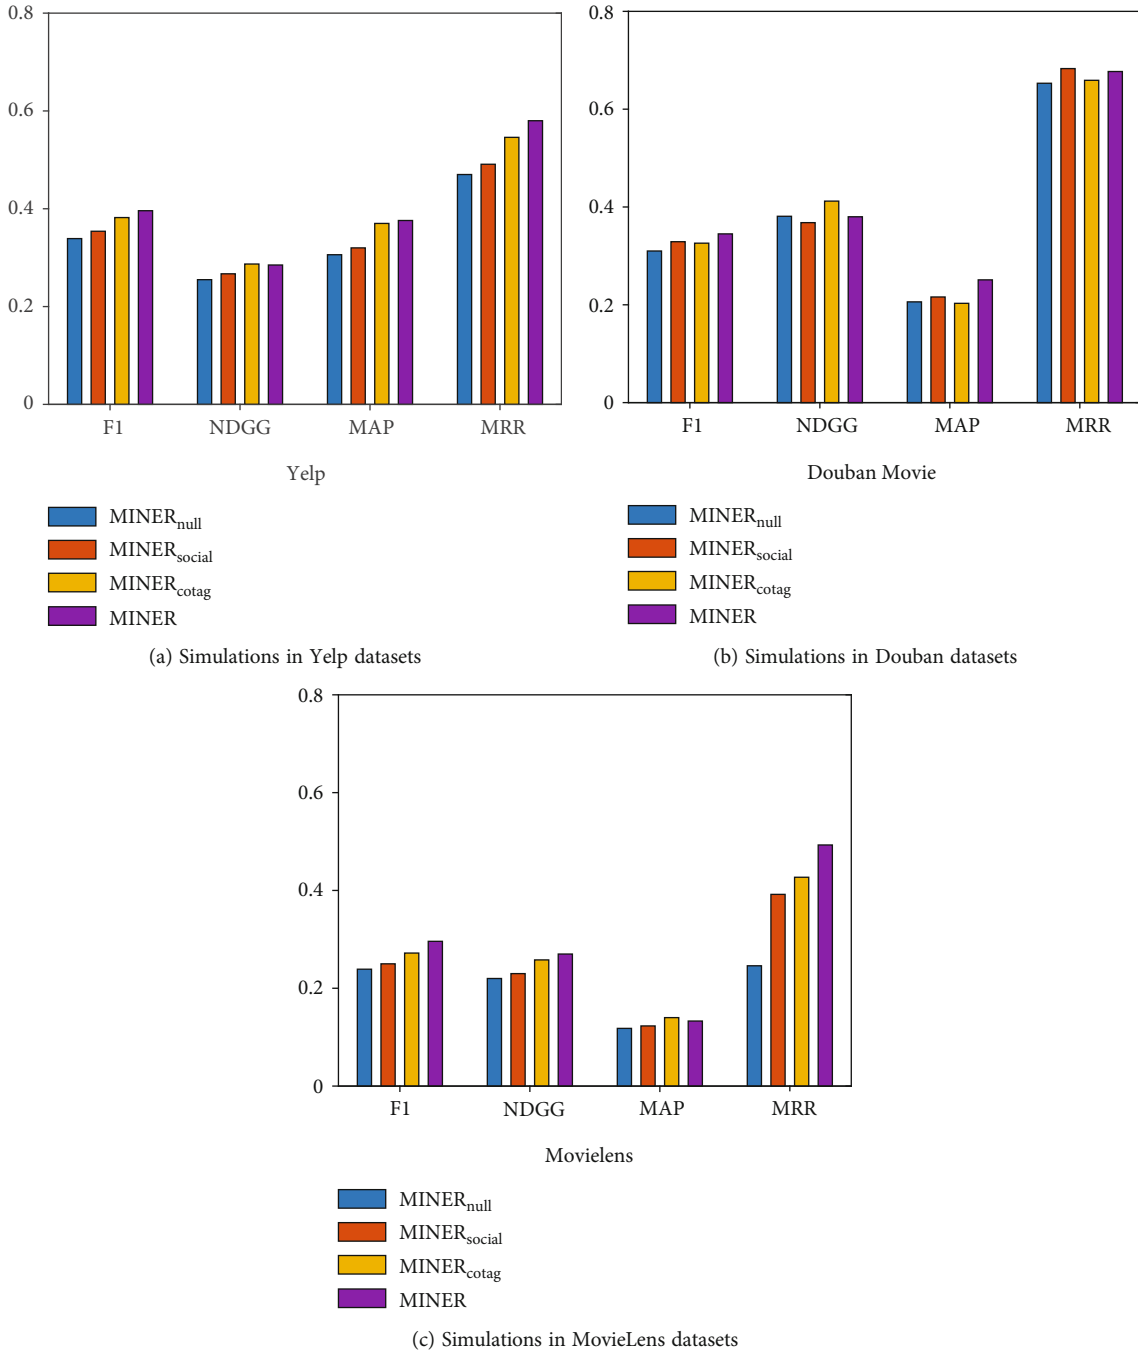 0.8
0.6
0.4
0.2
0
F1 NDGG MAP MRR
Yelp
MINERnull
MINERsocial
MINERcotag
MINER
(a) Simulations in Yelp datasets
0.8
0.6
0.4
0.2
0
F1 NDGG MAP MRR
Douban Movie
MINERnull
MINERsocial
MINERcotag
MINER
(b) Simulations in Douban datasets
0.8
0.6
0.4
0.2
0
F1 NDGG MAP MRR
Movielens
MINERnull
MINERsocial
MINERcotag
MINER
(c) Simulations in MovieLens datasets